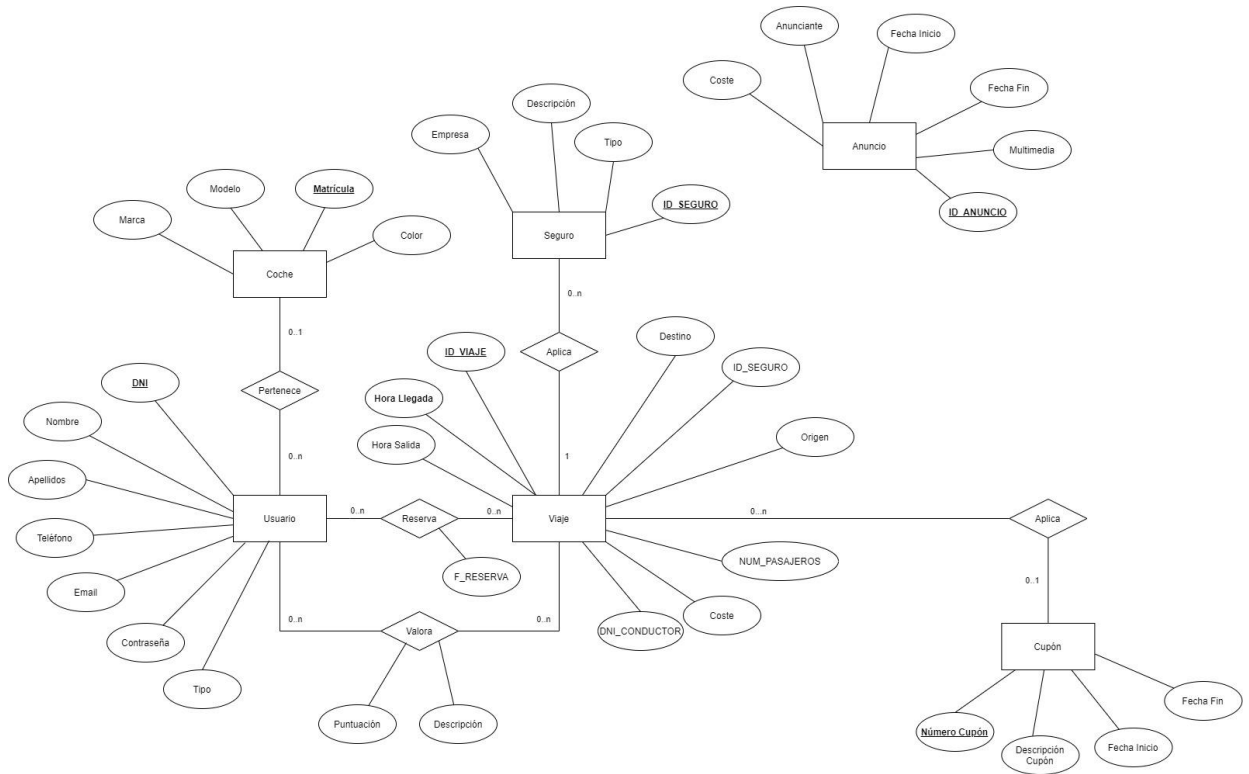 Anunciante
Fecha Inicio
Coste
Fecha Fin
Anuncio
Multimedia
ID_ANUNCIO
Descripción
Empresa
Tipo
ID_SEGURO
Seguro
Modelo
Matrícula
Marca
Color
Coche
0..n
0..1
Aplica
Destino
ID_VIAJE
ID_SEGURO
Pertenece
DNI
Hora Llegada
Nombre
Hora Salida
Origen
Apellidos
0..n
1
Usuario
0..n
Reserva
0..n
Viaje
0...n
Aplica
Teléfono
F_RESERVA
NUM_PASAJEROS
Email
0..1
0..n
Valora
0..n
Coste
DNI_CONDUCTOR
Contraseña
Cupón
Tipo
Puntuación
Descripción
Fecha Fin
Número Cupón
Descripción
Cupón
Fecha Inicio